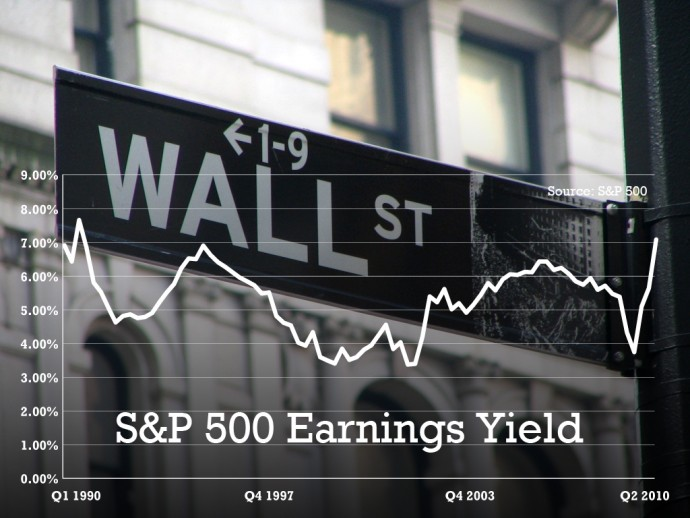 ←1-9
WALL ST
Source: S&P 500
9.00%
8.00%
7.00%
6.00%
5.00%
4.00%
3.00%
2.00%
1.00%
0.00%
S&P 500 Earnings Yield
Q1 1990 Q4 1997 Q4 2003 Q2 2010